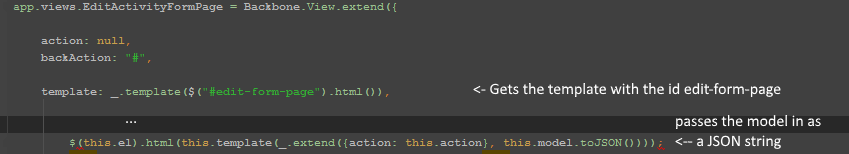 app.views.EditActivityFormPage = Backbone.View.extend({
action: null,
backAction: "#",
template: _.template($("#edit-form-page").html()), <- Gets the template with the id edit-form-page
... passes the model in as
$(this.el).html(this.template(_.extend({action: this.action}, this.model.toJSON()))); <-- a JSON string